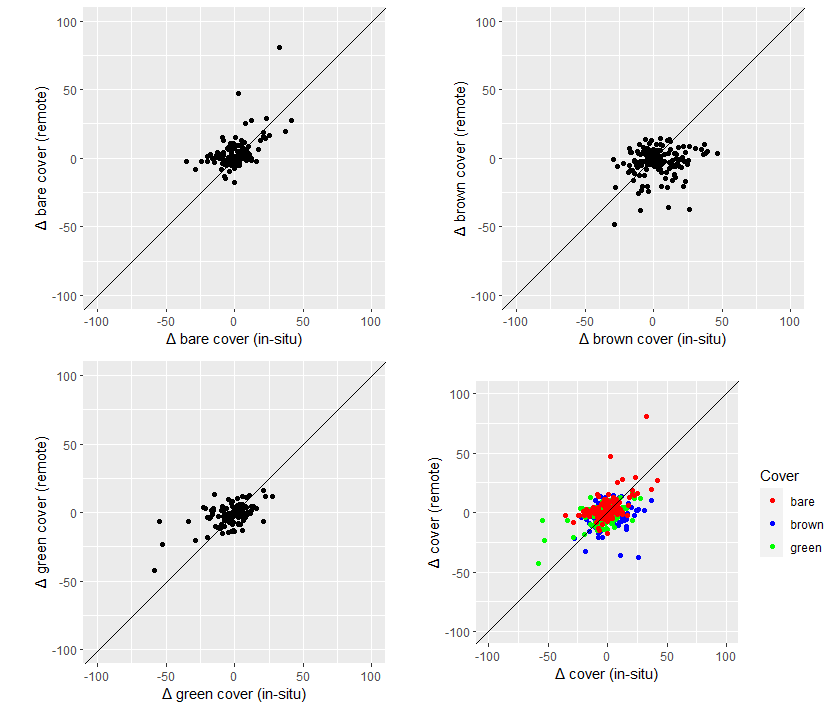 100
50
0
-50
-100
Δ bare cover (remote)
-100 -50 0 50 100
Δ bare cover (in-situ)
100
50
0
-50
-100
Δ brown cover (remote)
-100 -50 0 50 100
Δ brown cover (in-situ)
100
50
0
-50
-100
Δ green cover (remote)
-100 -50 0 50 100
Δ green cover (in-situ)
100
50
0
-50
-100
Δ cover (remote)
-100 -50 0 50 100
Δ cover (in-situ)
Cover
bare
brown
green